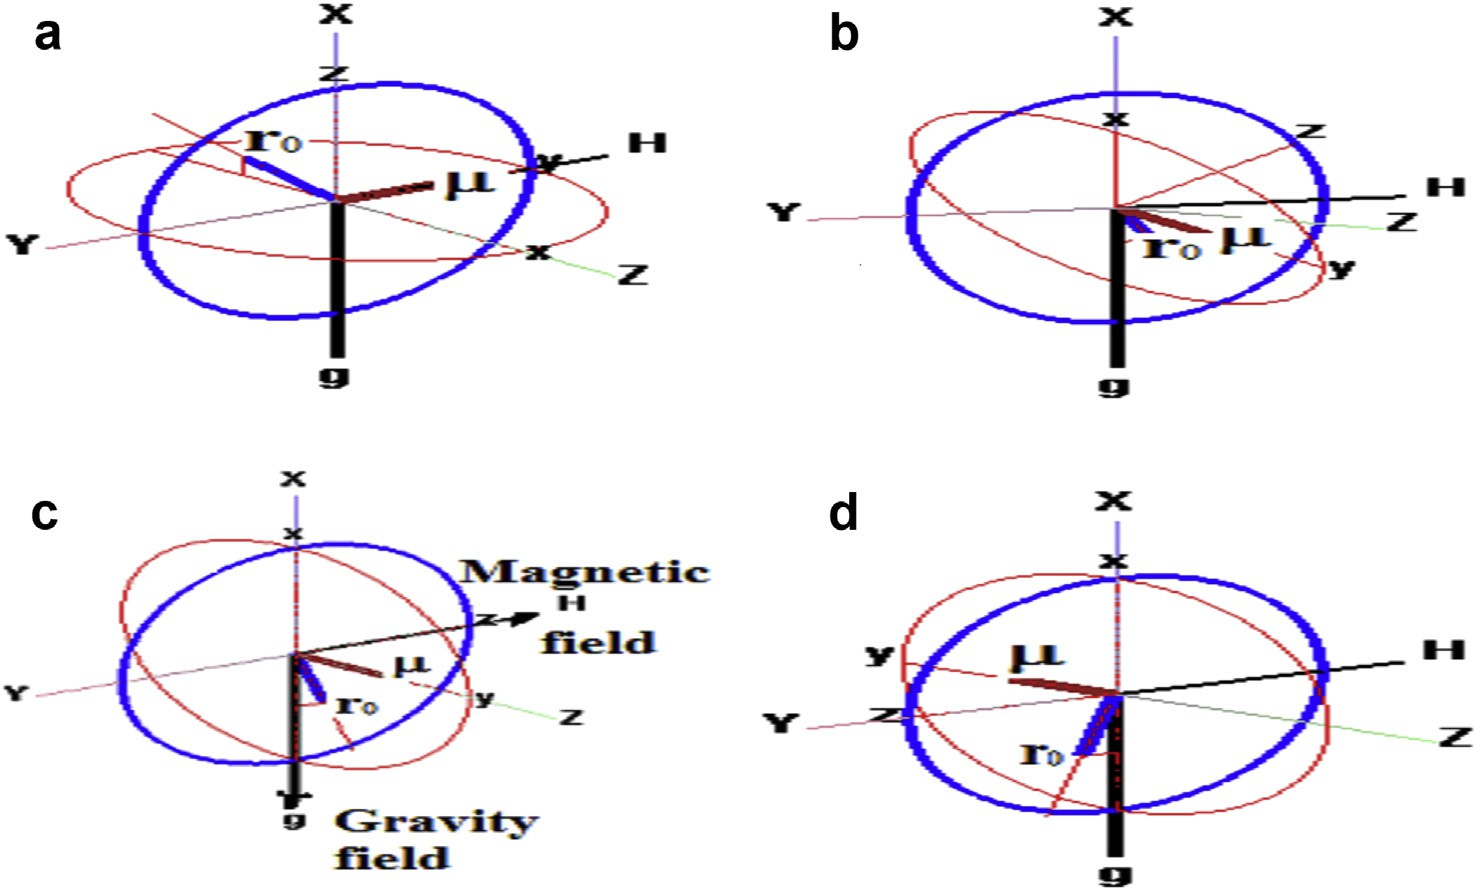 a
X
Z
r₀
μ
y
H
Y
x
Z
g
b
X
x
Z
H
Y
Z
r₀
μ
y
g
c
X
x
Magnetic
H
z
field
μ
Y
r₀
y
Z
g
Gravity
field
d
X
x
y
μ
H
Y
Z
r₀
Z
g